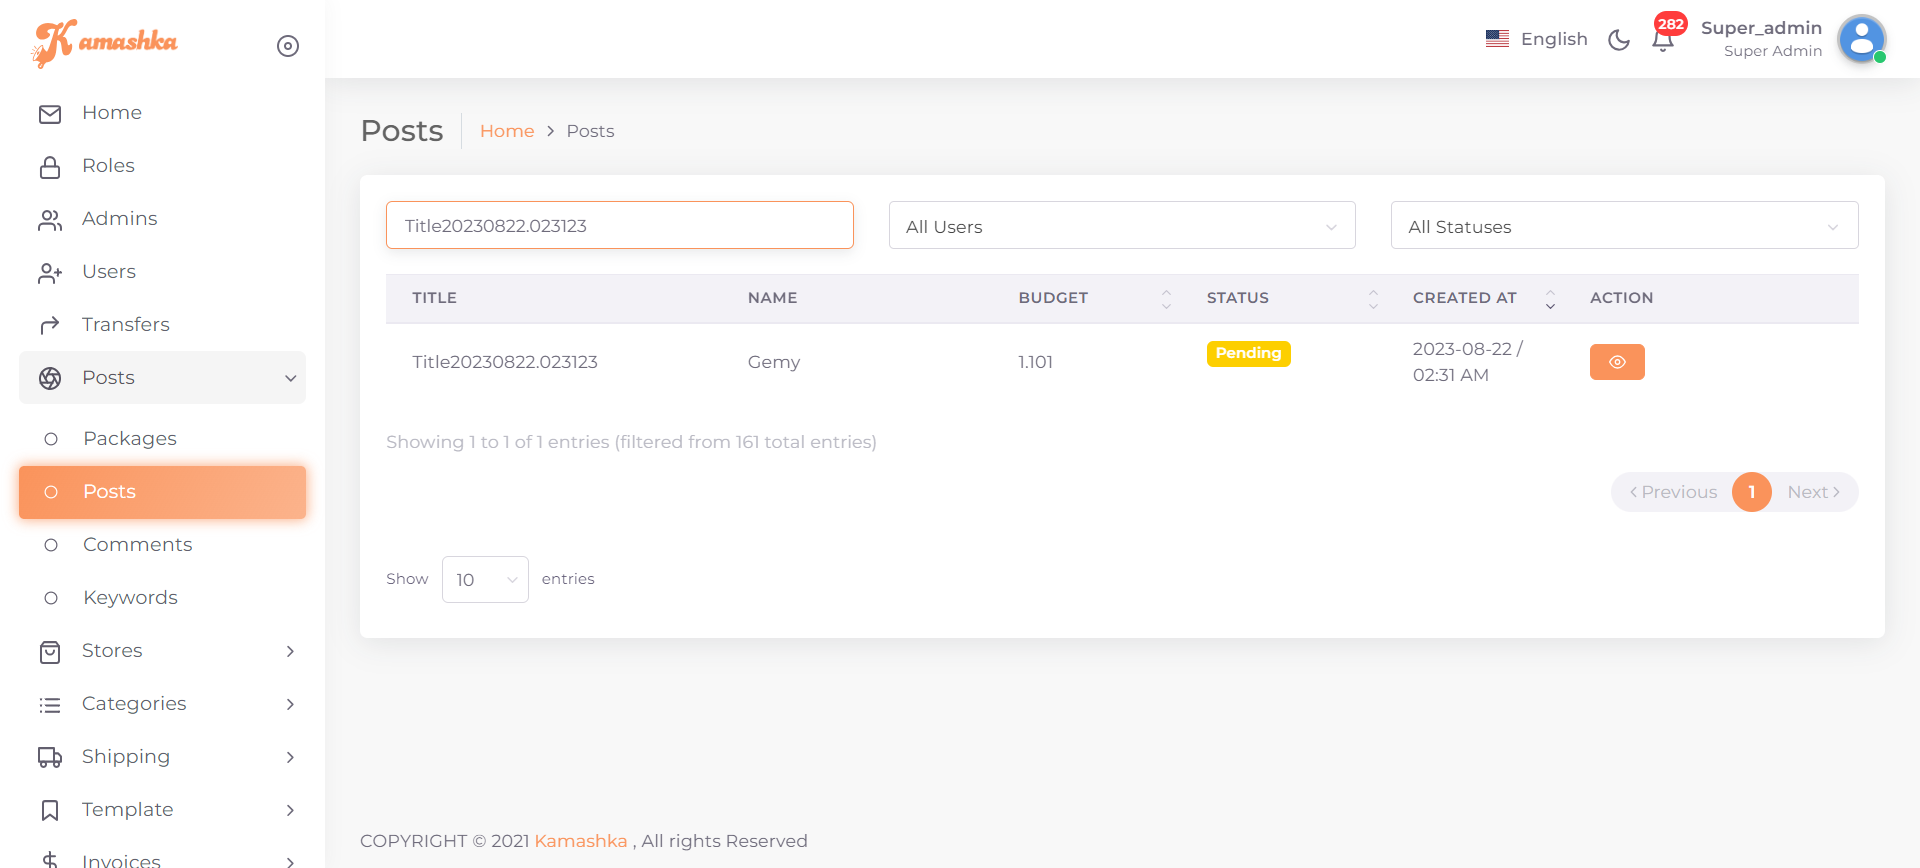 Kamashka
Home
Roles
Admins
Users
Transfers
Posts
Packages
Posts
Comments
Keywords
Stores
Categories
Shipping
Template
Invoices
English
282
Super_admin
Super Admin
Posts
Home > Posts
Title20230822.023123
All Users
All Statuses
TITLE NAME BUDGET STATUS CREATED AT ACTION
Title20230822.023123 Gemy 1.101 Pending 2023-08-22 /
02:31 AM
Showing 1 to 1 of 1 entries (filtered from 161 total entries)
Previous 1 Next
Show 10 entries
COPYRIGHT © 2021 Kamashka , All rights Reserved